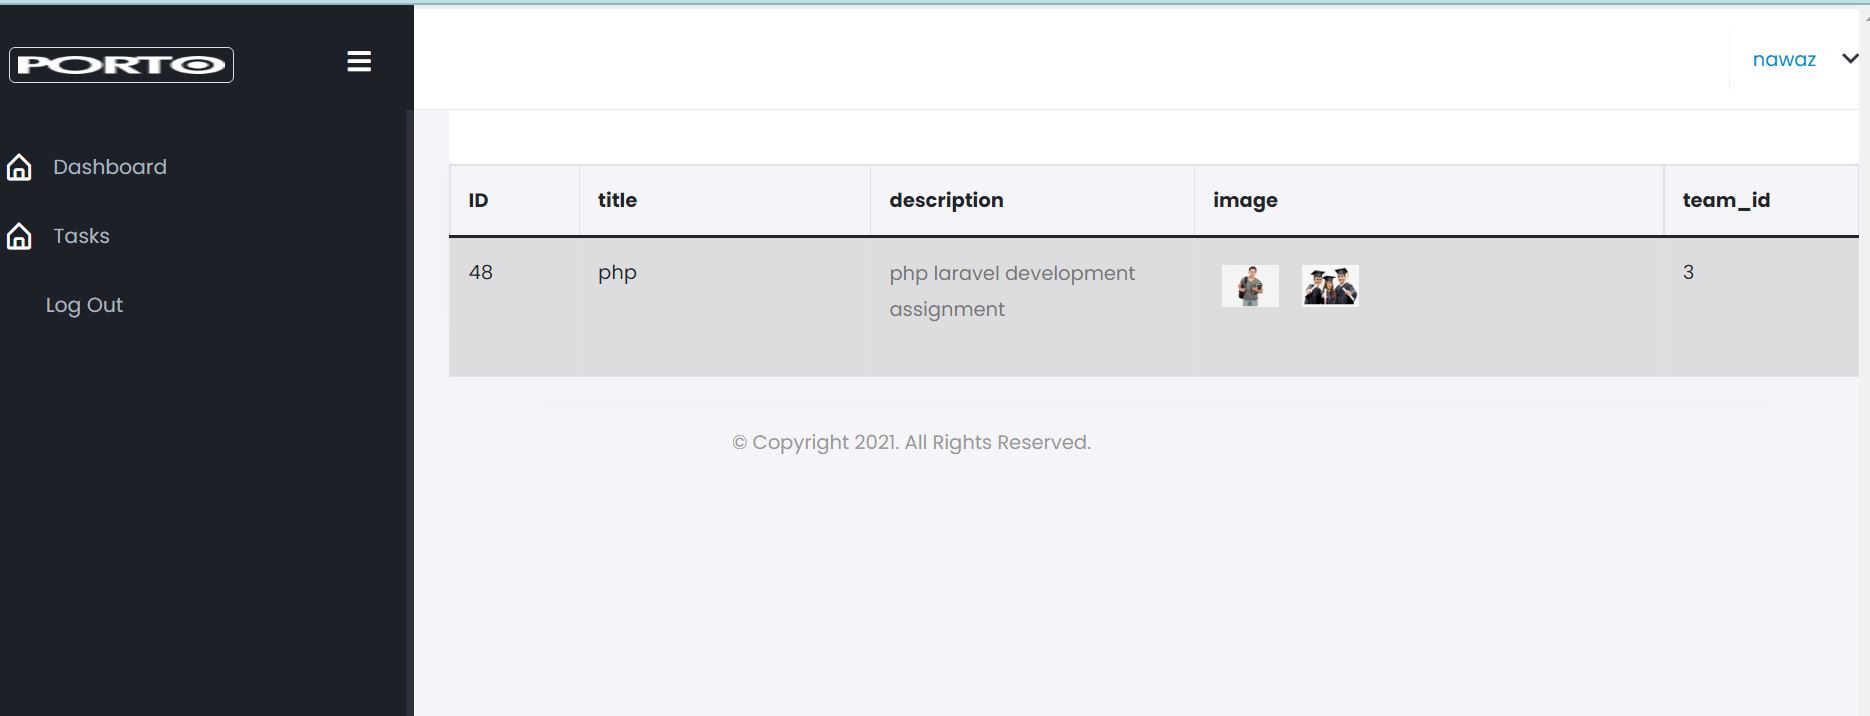 PORTO
nawaz
Dashboard
Tasks
Log Out
ID title description image team_id
48 php php laravel development 3
assignment
© Copyright 2021. All Rights Reserved.